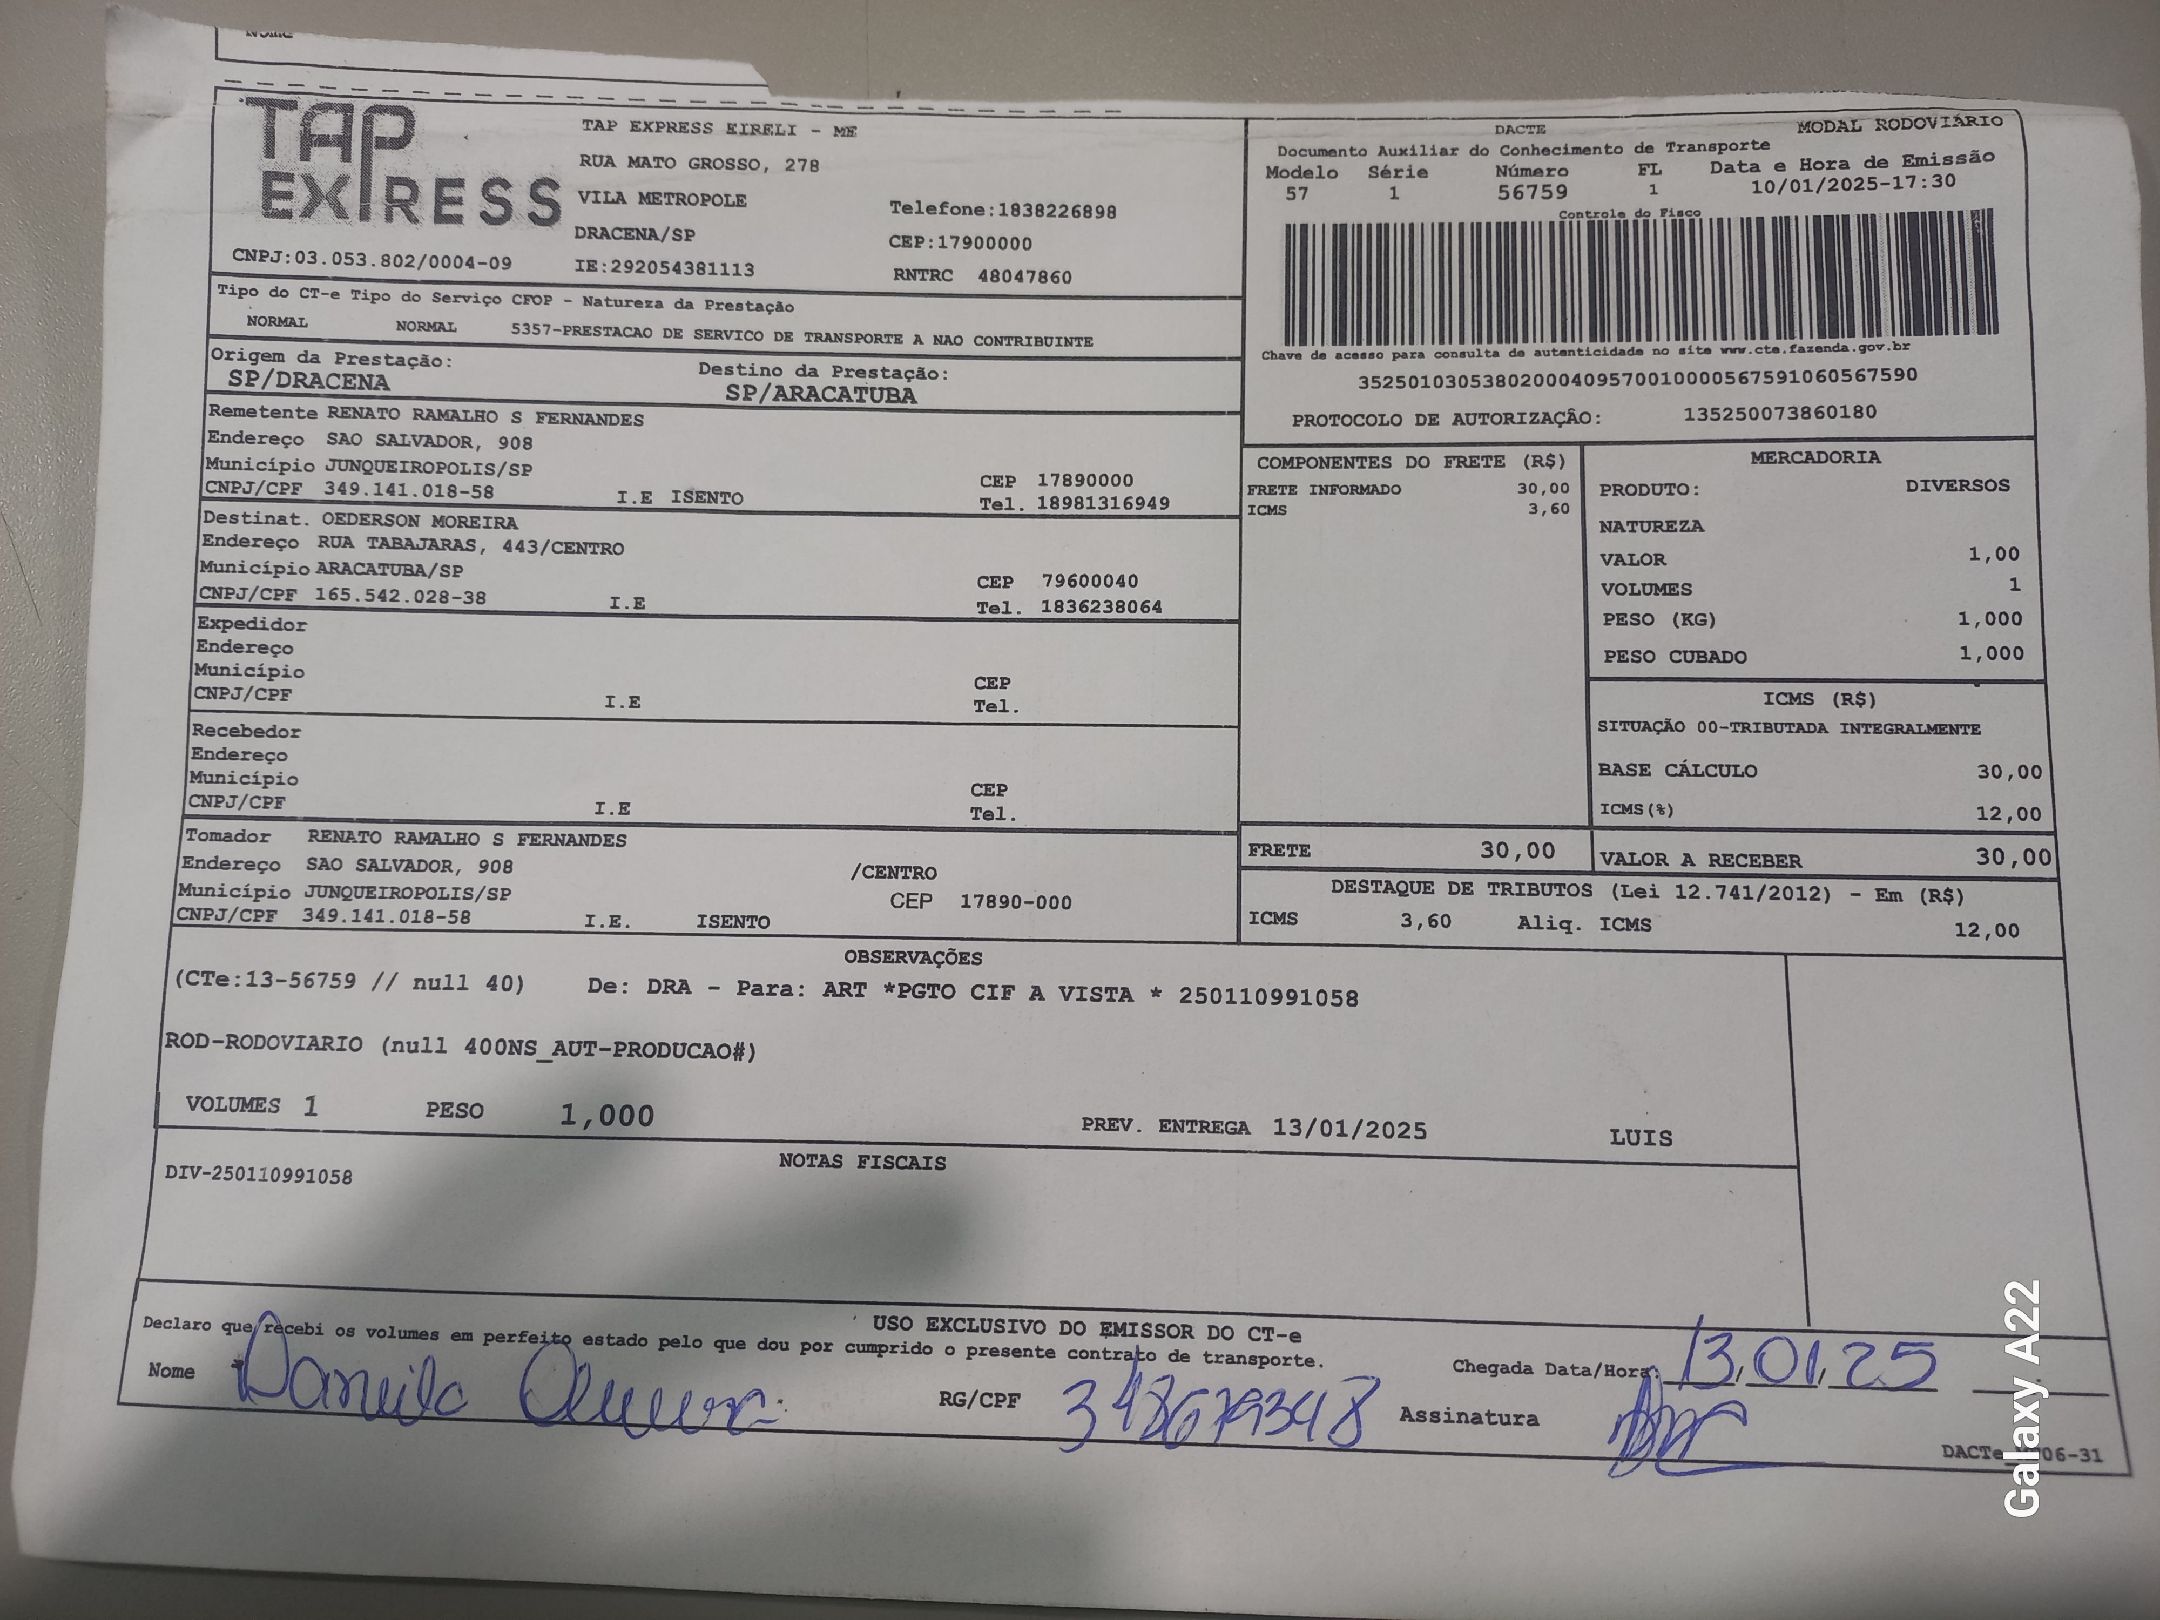 TAP EXPRESS
TAP EXPRESS EIRELI - ME
RUA MATO GROSSO, 278
VILA METROPOLE
Telefone:1838226898
DRACENA/SP
CEP:17900000
CNPJ:03.053.802/0004-09
IE:292054381113
RNTRC 48047860
DACTE
MODAL RODOVIÁRIO
Documento Auxiliar do Conhecimento de Transporte
Modelo Série Número FL Data e Hora de Emissão
57 1 56759 1 10/01/2025-17:30
Controle do Fisco
Chave de acesso para consulta de autenticidade no site www.cte.fazenda.gov.br
35250103053802000409570010000567591060567590
PROTOCOLO DE AUTORIZAÇÃO: 135250073860180
Tipo do CT-e Tipo do Serviço CFOP - Natureza da Prestação
NORMAL NORMAL 5357-PRESTACAO DE SERVICO DE TRANSPORTE A NAO CONTRIBUINTE
Origem da Prestação: Destino da Prestação:
SP/DRACENA SP/ARACATUBA
Remetente RENATO RAMALHO S FERNANDES
Endereço SAO SALVADOR, 908
Município JUNQUEIROPOLIS/SP CEP 17890000
CNPJ/CPF 349.141.018-58 I.E ISENTO Tel. 18981316949
Destinat. OEDERSON MOREIRA
Endereço RUA TABAJARAS, 443/CENTRO
Município ARACATUBA/SP CEP 79600040
CNPJ/CPF 165.542.028-38 I.E Tel. 1836238064
Expedidor
Endereço
Município CEP
CNPJ/CPF I.E Tel.
Recebedor
Endereço
Município CEP
CNPJ/CPF I.E Tel.
Tomador RENATO RAMALHO S FERNANDES
Endereço SAO SALVADOR, 908 /CENTRO
Município JUNQUEIROPOLIS/SP CEP 17890-000
CNPJ/CPF 349.141.018-58 I.E. ISENTO
COMPONENTES DO FRETE (R$)
FRETE INFORMADO 30,00
ICMS 3,60
MERCADORIA
PRODUTO: DIVERSOS
NATUREZA
VALOR 1,00
VOLUMES 1
PESO (KG) 1,000
PESO CUBADO 1,000
ICMS (R$)
SITUAÇÃO 00-TRIBUTADA INTEGRALMENTE
BASE CÁLCULO 30,00
ICMS(%) 12,00
FRETE 30,00 VALOR A RECEBER 30,00
DESTAQUE DE TRIBUTOS (Lei 12.741/2012) - Em (R$)
ICMS 3,60 Aliq. ICMS 12,00
OBSERVAÇÕES
(CTe:13-56759 // null 40) De: DRA - Para: ART *PGTO CIF A VISTA * 250110991058
ROD-RODOVIARIO (null 400NS_AUT-PRODUCAO#)
VOLUMES 1 PESO 1,000 PREV. ENTREGA 13/01/2025 LUIS
NOTAS FISCAIS
DIV-250110991058
USO EXCLUSIVO DO EMISSOR DO CT-e
Declaro que recebi os volumes em perfeito estado pelo que dou por cumprido o presente contrato de transporte.
Chegada Data/Hora: 13,01,25
Nome Danilo RG/CPF Assinatura
DACTe 06-31
Galaxy A22